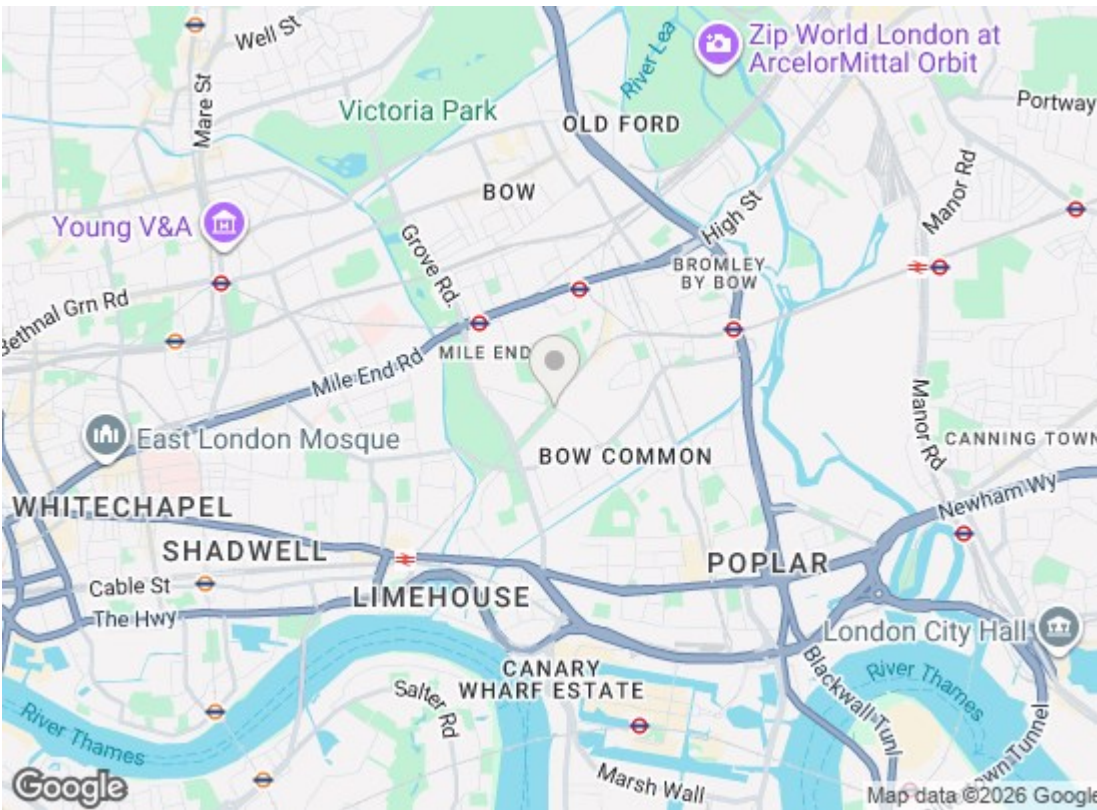 Well St
Zip World London at
ArcelorMittal Orbit
River Lea
Portway
Mare St
Victoria Park
OLD FORD
BOW
Manor Rd
Young V&A
High St
Grove Rd.
BROMLEY
BY BOW
Bethnal Grn Rd
MILE END
Mile End Rd
Manor Rd
East London Mosque
CANNING TOWN
BOW COMMON
WHITECHAPEL
Newham Wy
SHADWELL
POPLAR
Cable St
LIMEHOUSE
The Hwy
London City Hall
CANARY
WHARF ESTATE
Blackwall Tunl
River Thames
Salter Rd
River Thames
own Tunnel
Marsh Wall
Google
Map data ©2026 Google